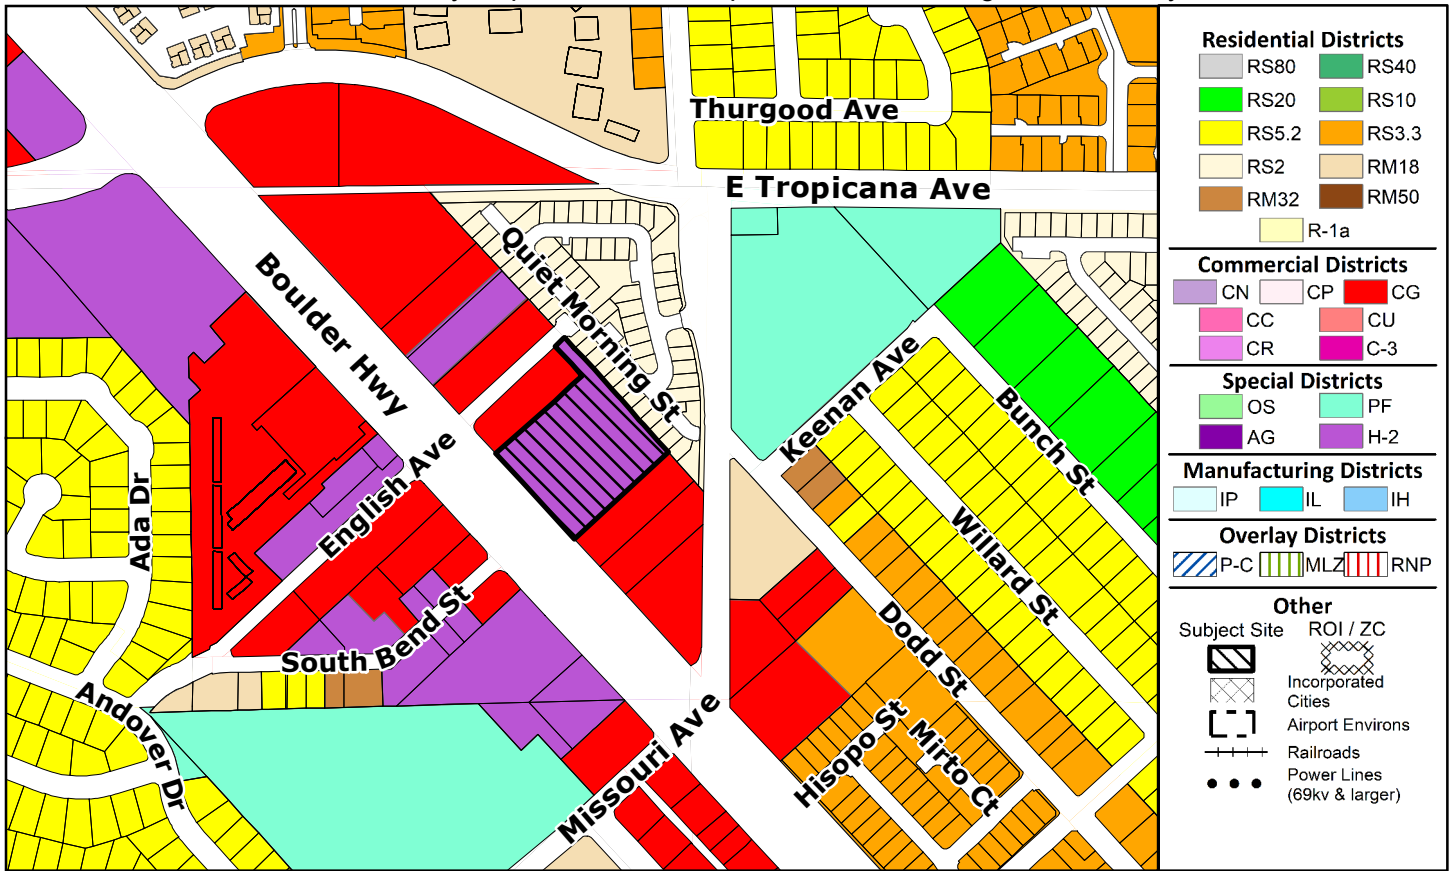 Thurgood Ave
E Tropicana Ave
Quiet Morning St
Boulder Hwy
Keenan Ave
Bunch St
English Ave
Ada Dr
Willard St
South Bend St
Dodd St
Andover Dr
Missouri Ave
Hisopo St
Mirto Ct
Residential Districts
RS80 RS40
RS20 RS10
RS5.2 RS3.3
RS2 RM18
RM32 RM50
R-1a
Commercial Districts
CN CP CG
CC CU
CR C-3
Special Districts
OS PF
AG H-2
Manufacturing Districts
IP IL IH
Overlay Districts
P-C MLZ RNP
Other
Subject Site ROI / ZC
Incorporated
Cities
Airport Environs
Railroads
Power Lines
(69kv & larger)